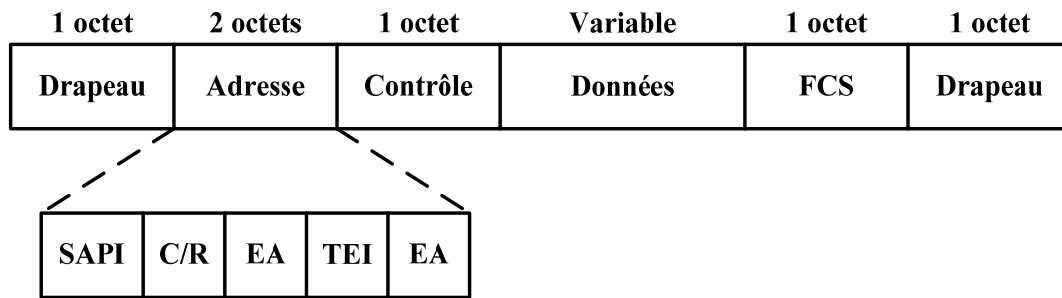 1 octet 2 octets 1 octet Variable 1 octet 1 octet
Drapeau Adresse Contrôle Données FCS Drapeau
SAPI C/R EA TEI EA